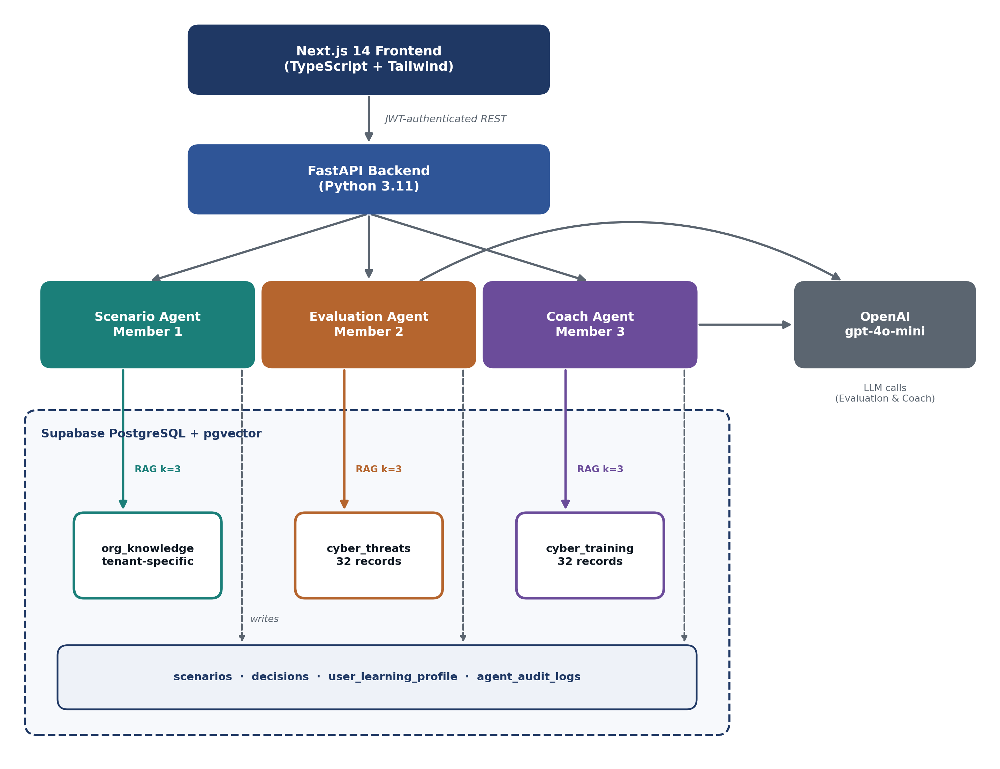 Next.js 14 Frontend
(TypeScript + Tailwind)
JWT-authenticated REST
FastAPI Backend
(Python 3.11)
Scenario Agent
Member 1
Evaluation Agent
Member 2
Coach Agent
Member 3
OpenAI
gpt-4o-mini
LLM calls
(Evaluation & Coach)
Supabase PostgreSQL + pgvector
RAG k=3
RAG k=3
RAG k=3
org_knowledge
tenant-specific
cyber_threats
32 records
cyber_training
32 records
writes
scenarios · decisions · user_learning_profile · agent_audit_logs